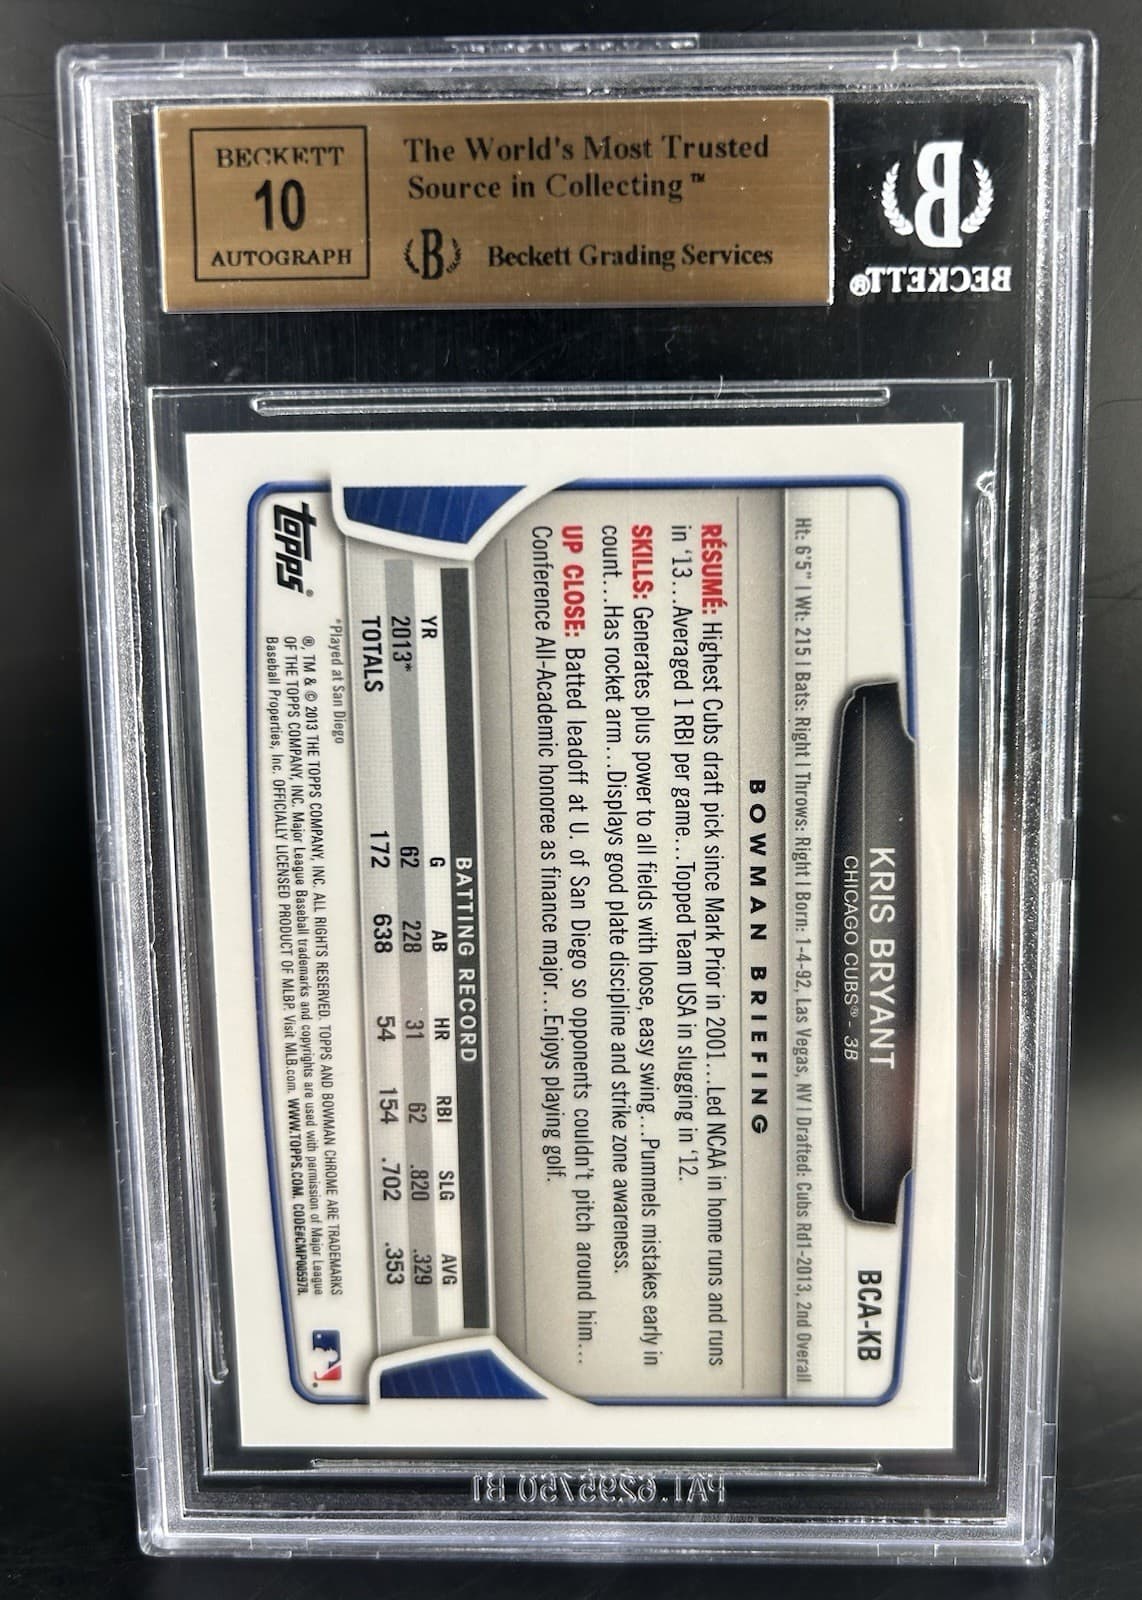 BECKETT
10
AUTOGRAPH
The World's Most Trusted
Source in Collecting™
B
Beckett Grading Services
B
BECKETT®
BCA-KB
KRIS BRYANT
CHICAGO CUBS® - 3B
Ht: 6'5" | Wt: 215 | Bats: Right | Throws: Right | Born: 1-4-92, Las Vegas, NV | Drafted: Cubs Rd1-2013, 2nd Overall
BOWMAN BRIEFING
RÉSUMÉ: Highest Cubs draft pick since Mark Prior in 2001...Led NCAA in home runs and runs
in '13...Averaged 1 RBI per game...Topped Team USA in slugging in '12.
SKILLS: Generates plus power to all fields with loose, easy swing...Pummels mistakes early in
count...Has rocket arm...Displays good plate discipline and strike zone awareness.
UP CLOSE: Batted leadoff at U. of San Diego so opponents couldn't pitch around him...
Conference All-Academic honoree as finance major...Enjoys playing golf.
BATTING RECORD
YR G AB HR RBI SLG AVG
2013* 62 228 31 62 .820 .329
TOTALS 172 638 54 154 .702 .353
*Played at San Diego
®, TM & © 2013 THE TOPPS COMPANY, INC. ALL RIGHTS RESERVED. TOPPS AND BOWMAN CHROME ARE TRADEMARKS
OF THE TOPPS COMPANY, INC. Major League Baseball trademarks and copyrights are used with permission of Major League
Baseball Properties, Inc. OFFICIALLY LICENSED PRODUCT OF MLBP. Visit MLB.com. WWW.TOPPS.COM. CODE#CMP005978.
Topps®